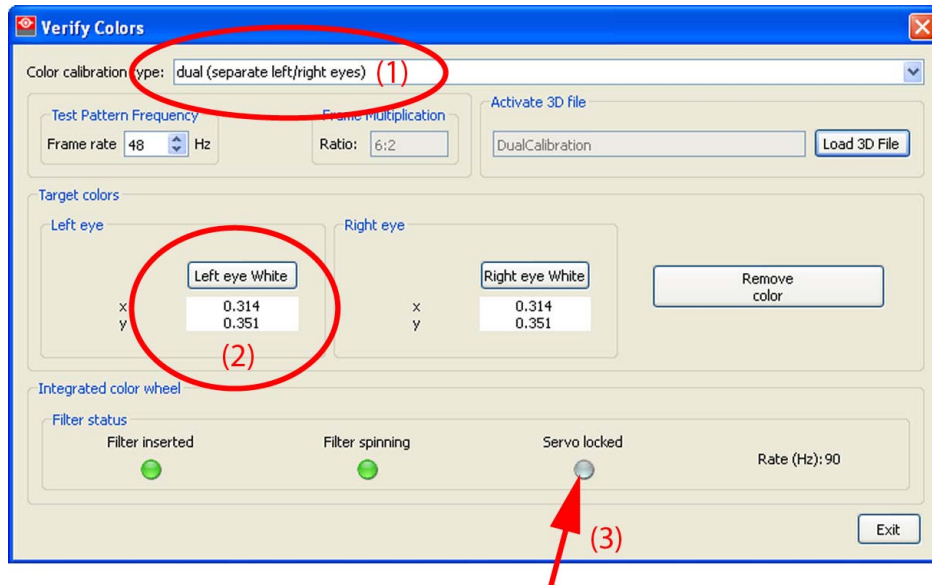 Verify Colors
Color calibration type: dual (separate left/right eyes) (1)
Test Pattern Frequency
Frame rate 48 Hz
Frame Multiplication
Ratio: 6:2
Activate 3D file
DualCalibration Load 3D File
Target colors
Left eye
Left eye White
x 0.314
y 0.351
(2)
Right eye
Right eye White
x 0.314
y 0.351
Remove
color
Integrated color wheel
Filter status
Filter inserted Filter spinning Servo locked
Rate (Hz): 90
(3)
Exit